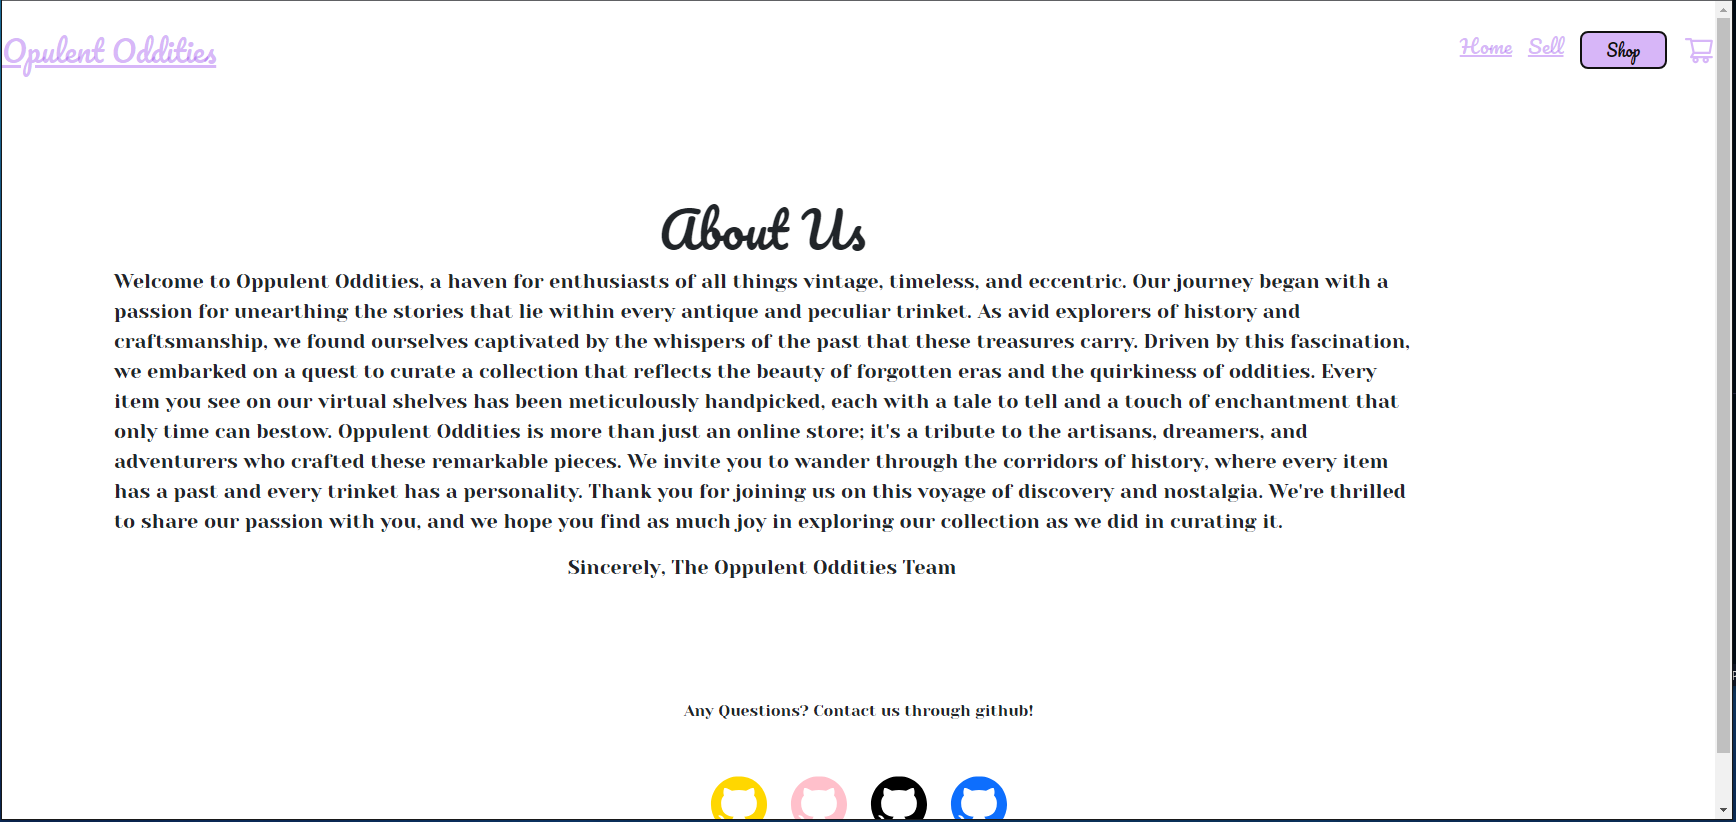 Opulent Oddities
Home Sell Shop
About Us
Welcome to Oppulent Oddities, a haven for enthusiasts of all things vintage, timeless, and eccentric. Our journey began with a
passion for unearthing the stories that lie within every antique and peculiar trinket. As avid explorers of history and
craftsmanship, we found ourselves captivated by the whispers of the past that these treasures carry. Driven by this fascination,
we embarked on a quest to curate a collection that reflects the beauty of forgotten eras and the quirkiness of oddities. Every
item you see on our virtual shelves has been meticulously handpicked, each with a tale to tell and a touch of enchantment that
only time can bestow. Oppulent Oddities is more than just an online store; it's a tribute to the artisans, dreamers, and
adventurers who crafted these remarkable pieces. We invite you to wander through the corridors of history, where every item
has a past and every trinket has a personality. Thank you for joining us on this voyage of discovery and nostalgia. We're thrilled
to share our passion with you, and we hope you find as much joy in exploring our collection as we did in curating it.
Sincerely, The Oppulent Oddities Team
Any Questions? Contact us through github!